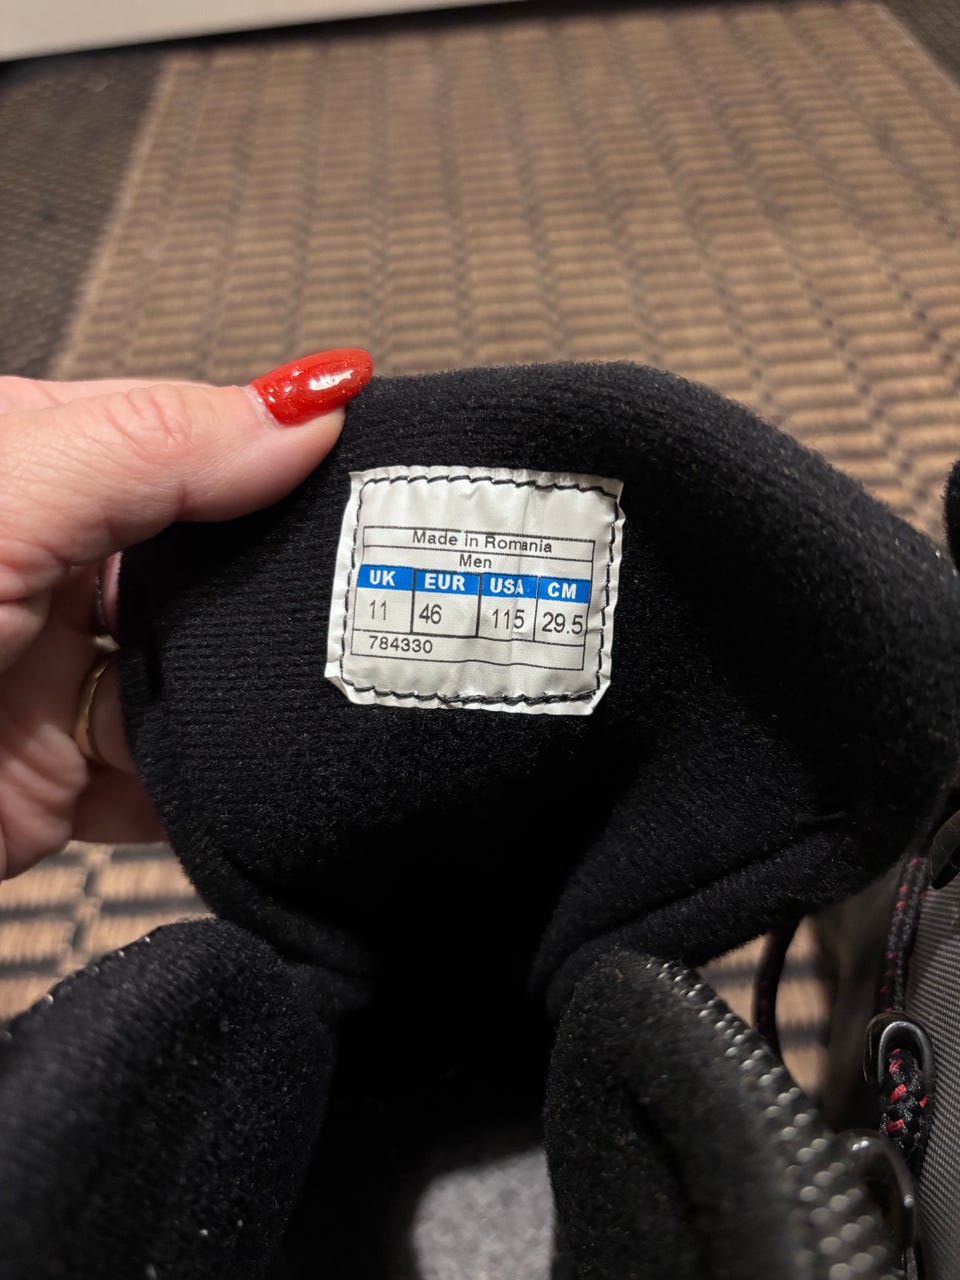 Made in Romania
Men
UK EUR USA CM
11 46 115 29.5
784330